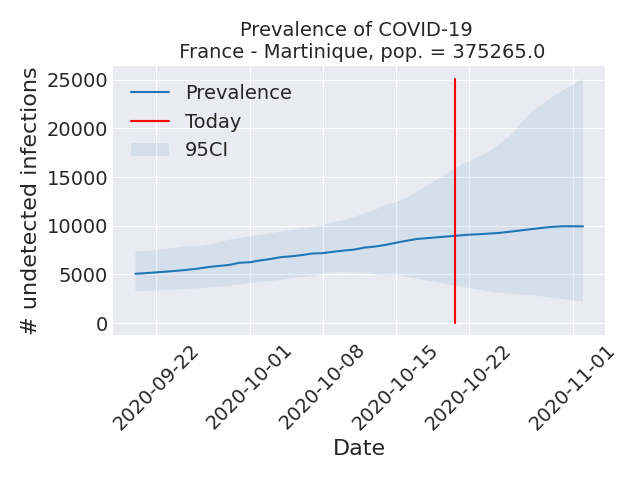 Prevalence of COVID-19
France - Martinique, pop. = 375265.0
# undetected infections
25000
20000
15000
10000
5000
0
Prevalence
Today
95CI
2020-09-22
2020-10-01
2020-10-08
2020-10-15
2020-10-22
2020-11-01
Date